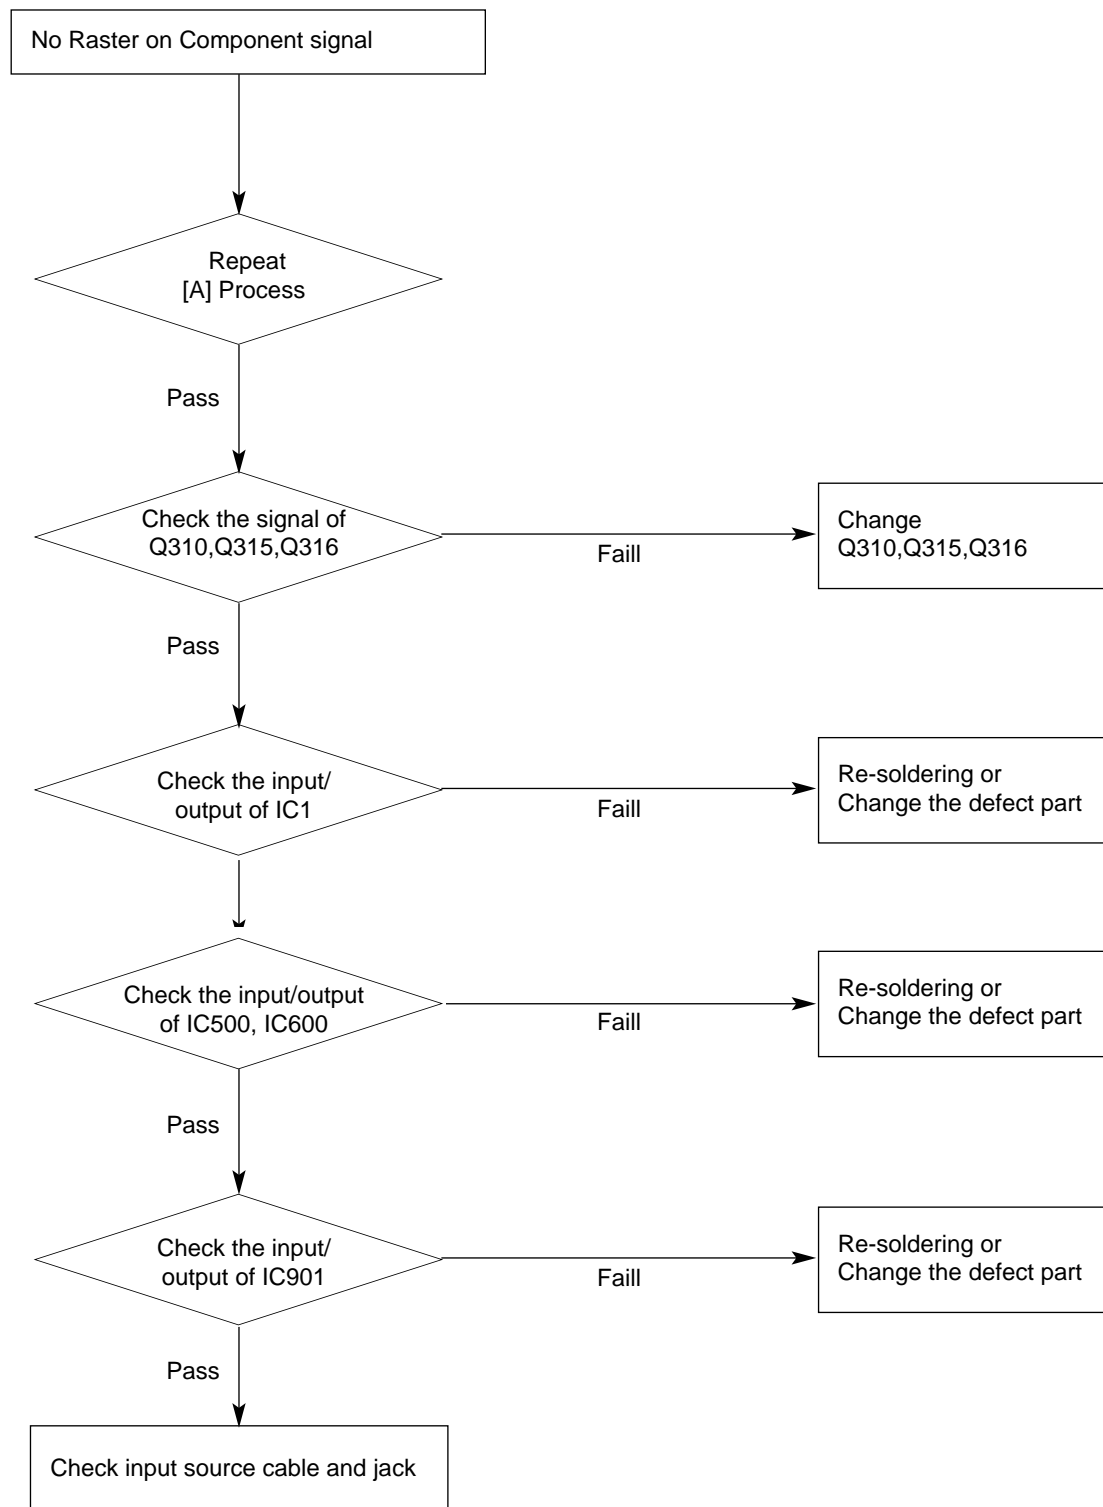 No Raster on Component signal
Repeat
[A] Process
Pass
Check the signal of
Q310,Q315,Q316
Faill
Change
Q310,Q315,Q316
Pass
Check the input/
output of IC1
Faill
Re-soldering or
Change the defect part
Check the input/output
of IC500, IC600
Faill
Re-soldering or
Change the defect part
Pass
Check the input/
output of IC901
Faill
Re-soldering or
Change the defect part
Pass
Check input source cable and jack